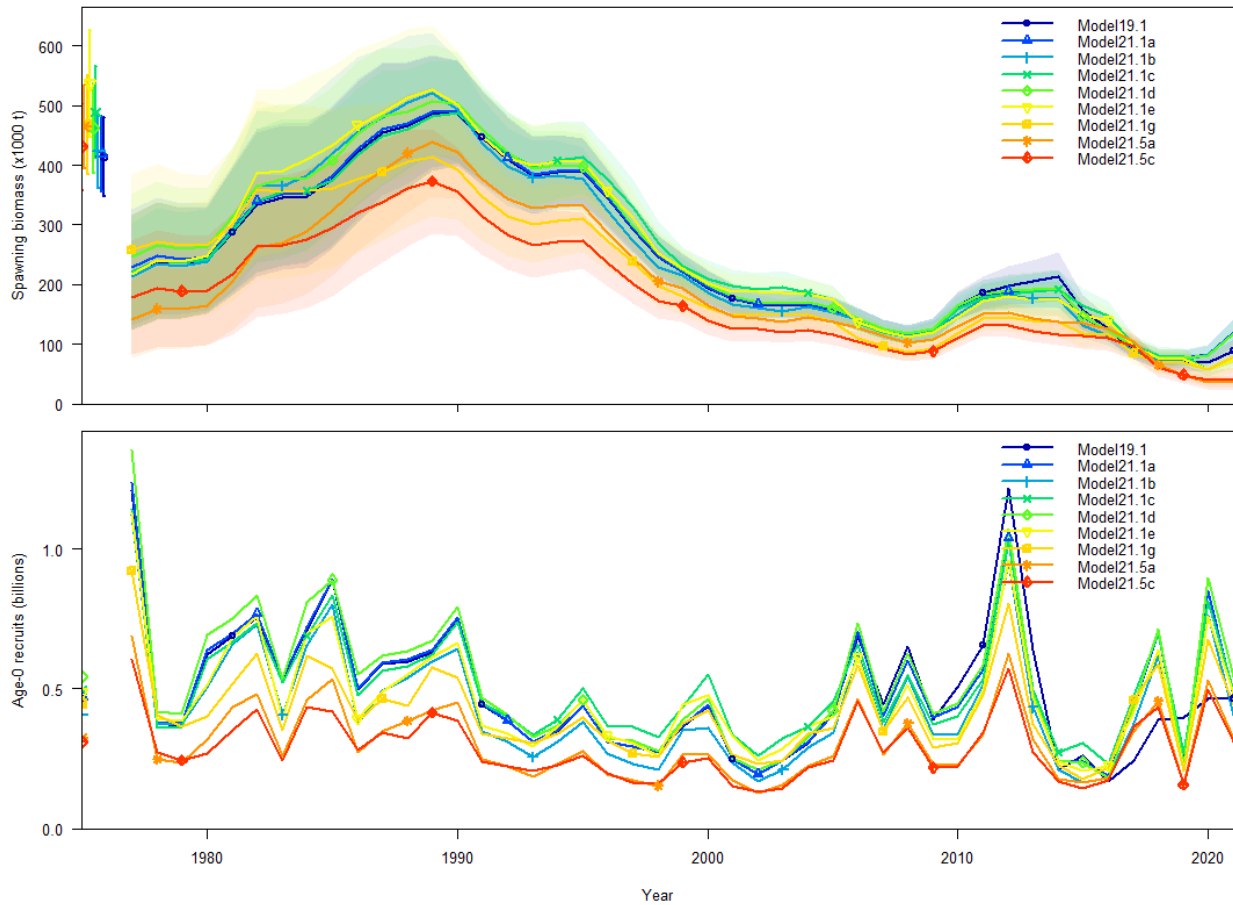 600
500
400
300
200
100
0
Spawning biomass (x1000 t)
Model19.1
Model21.1a
Model21.1b
Model21.1c
Model21.1d
Model21.1e
Model21.1g
Model21.5a
Model21.5c
1.0
0.5
0.0
Age-0 recruits (billions)
Model19.1
Model21.1a
Model21.1b
Model21.1c
Model21.1d
Model21.1e
Model21.1g
Model21.5a
Model21.5c
1980 1990 2000 2010 2020
Year